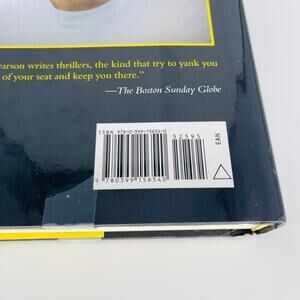 earson writes thrillers, the kind that try to yank you
of your seat and keep you there."
—The Boston Sunday Globe
ISBN 978-0-399-15654-0
52595
EAN
9 780399 156540